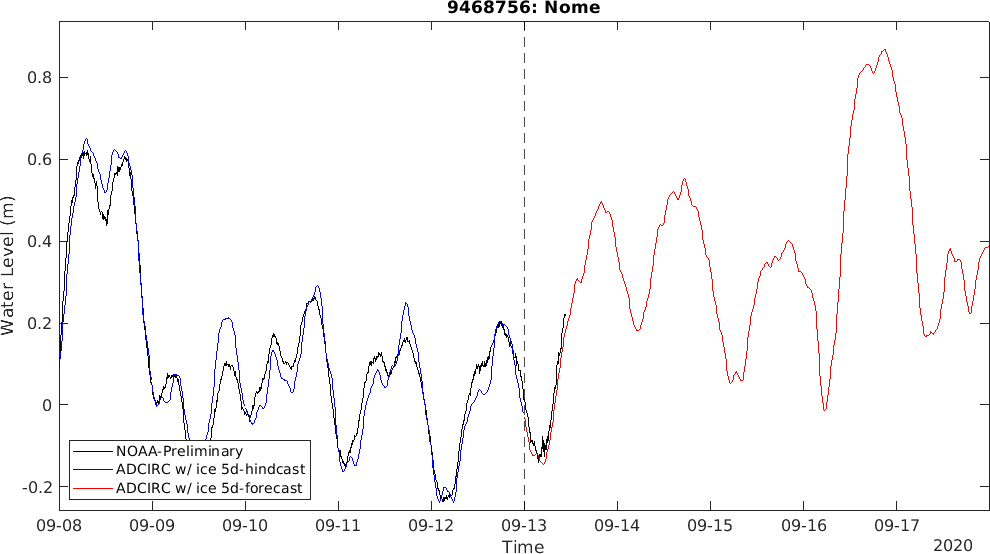 9468756: Nome
Water Level (m)
0.8
0.6
0.4
0.2
0
-0.2
NOAA-Preliminary
ADCIRC w/ ice 5d-hindcast
ADCIRC w/ ice 5d-forecast
09-08 09-09 09-10 09-11 09-12 09-13 09-14 09-15 09-16 09-17
Time
2020